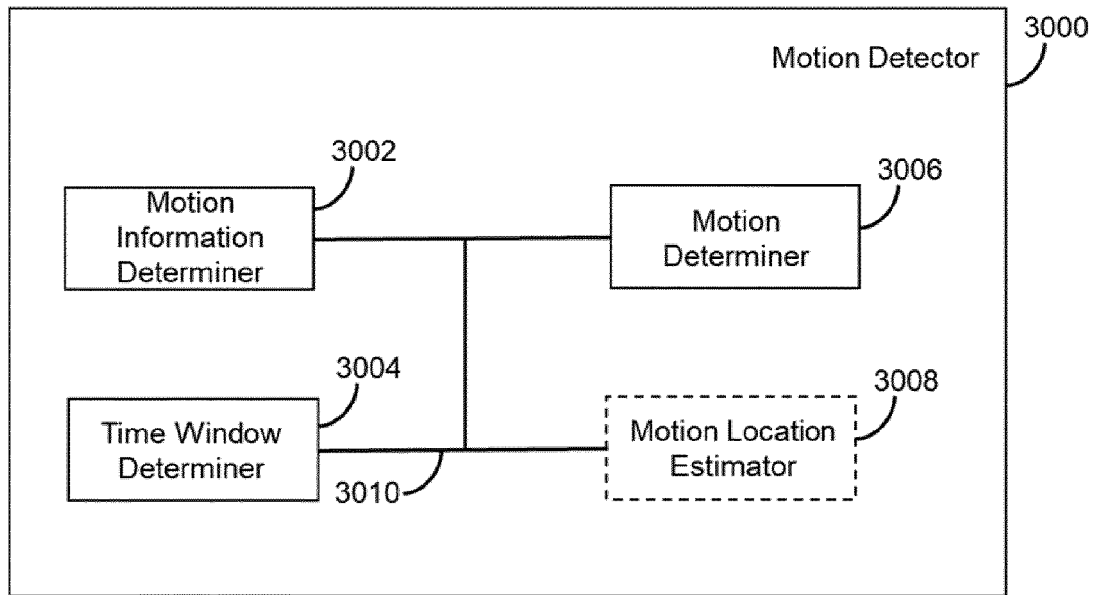 3000
Motion Detector
3002
Motion
Information
Determiner
3006
Motion
Determiner
3004
Time Window
Determiner
3008
Motion Location
Estimator
3010